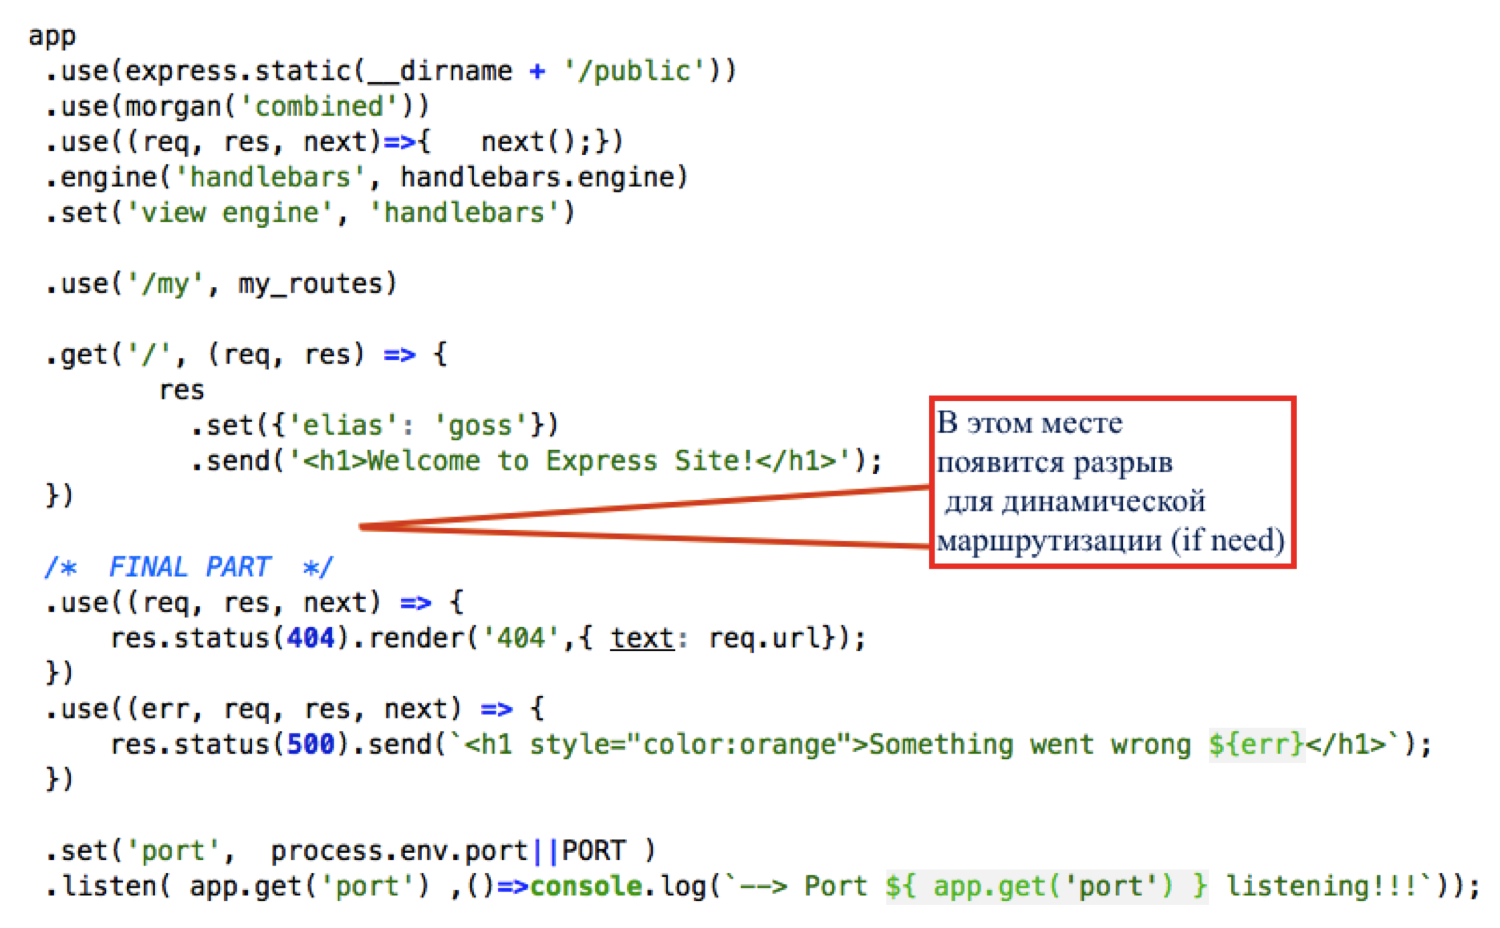 app
.use(express.static(__dirname + '/public'))
.use(morgan('combined'))
.use((req, res, next)=>{   next();})
.engine('handlebars', handlebars.engine)
.set('view engine', 'handlebars')
.use('/my', my_routes)
.get('/', (req, res) => {
res
.set({'elias': 'goss'})
.send('<h1>Welcome to Express Site!</h1>');
})
В этом месте
появится разрыв
для динамической
маршрутизации (if need)
/*  FINAL PART  */
.use((req, res, next) => {
res.status(404).render('404',{ text: req.url});
})
.use((err, req, res, next) => {
res.status(500).send(`<h1 style="color:orange">Something went wrong ${err}</h1>`);
})
.set('port',  process.env.port||PORT )
.listen( app.get('port') ,()=>console.log(`--> Port ${ app.get('port') } listening!!!`));